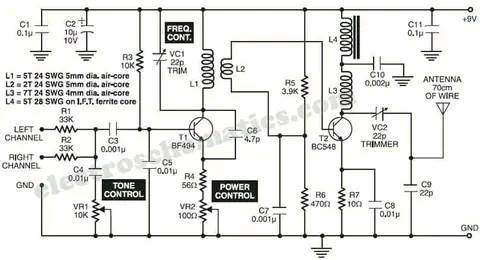 +9V
C1
0.1µ
C2
10µ
10V
FREQ.
CONT.
VC1
22p
TRIM
R3
10K
L1
L2
R5
3.9K
L4
L3
C10
0.002µ
C11
0.1µ
ANTENNA
70cm
OF WIRE
L1 = 5T 24 SWG 5mm dia. air-core
L2 = 2T 24 SWG 5mm dia. air-core
L3 = 7T 24 SWG 4mm dia. air-core
L4 = 5T 28 SWG on I.F.T. ferrite core
R1
33K
LEFT
CHANNEL
R2
33K
RIGHT
CHANNEL
GND
C3
0.001µ
C4
0.01µ
C5
0.01µ
TONE
CONTROL
VR1
10K
T1
BF494
C6
4.7p
R4
56Ω
POWER
CONTROL
VR2
100Ω
C7
0.001µ
R6
470Ω
T2
BC548
VC2
22p
TRIMMER
R7
10Ω
C8
0.01µ
C9
22p
GND
electroschematics.com